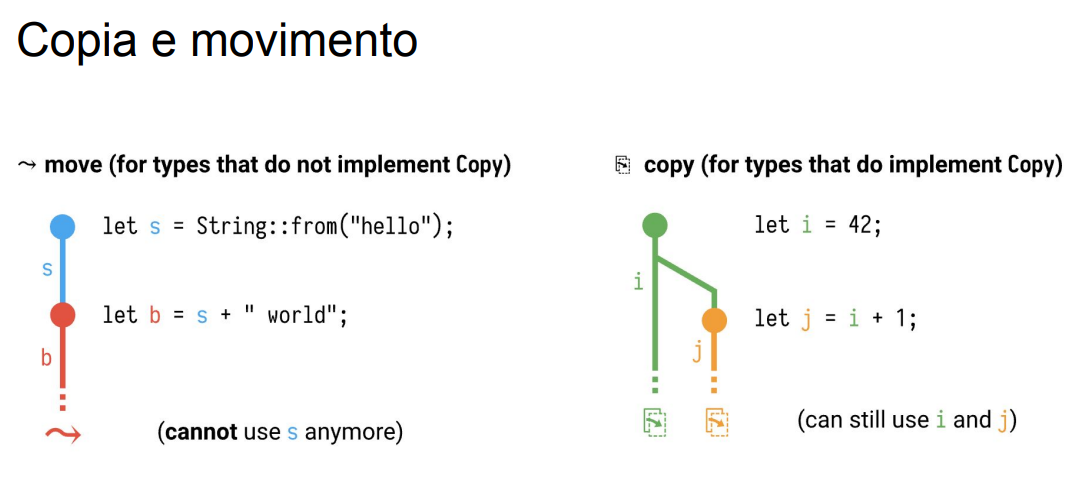 Copia e movimento
⤳ move (for types that do not implement Copy)
let s = String::from("hello");
s
let b = s + " world";
b
(cannot use s anymore)
copy (for types that do implement Copy)
let i = 42;
i
let j = i + 1;
j
(can still use i and j)